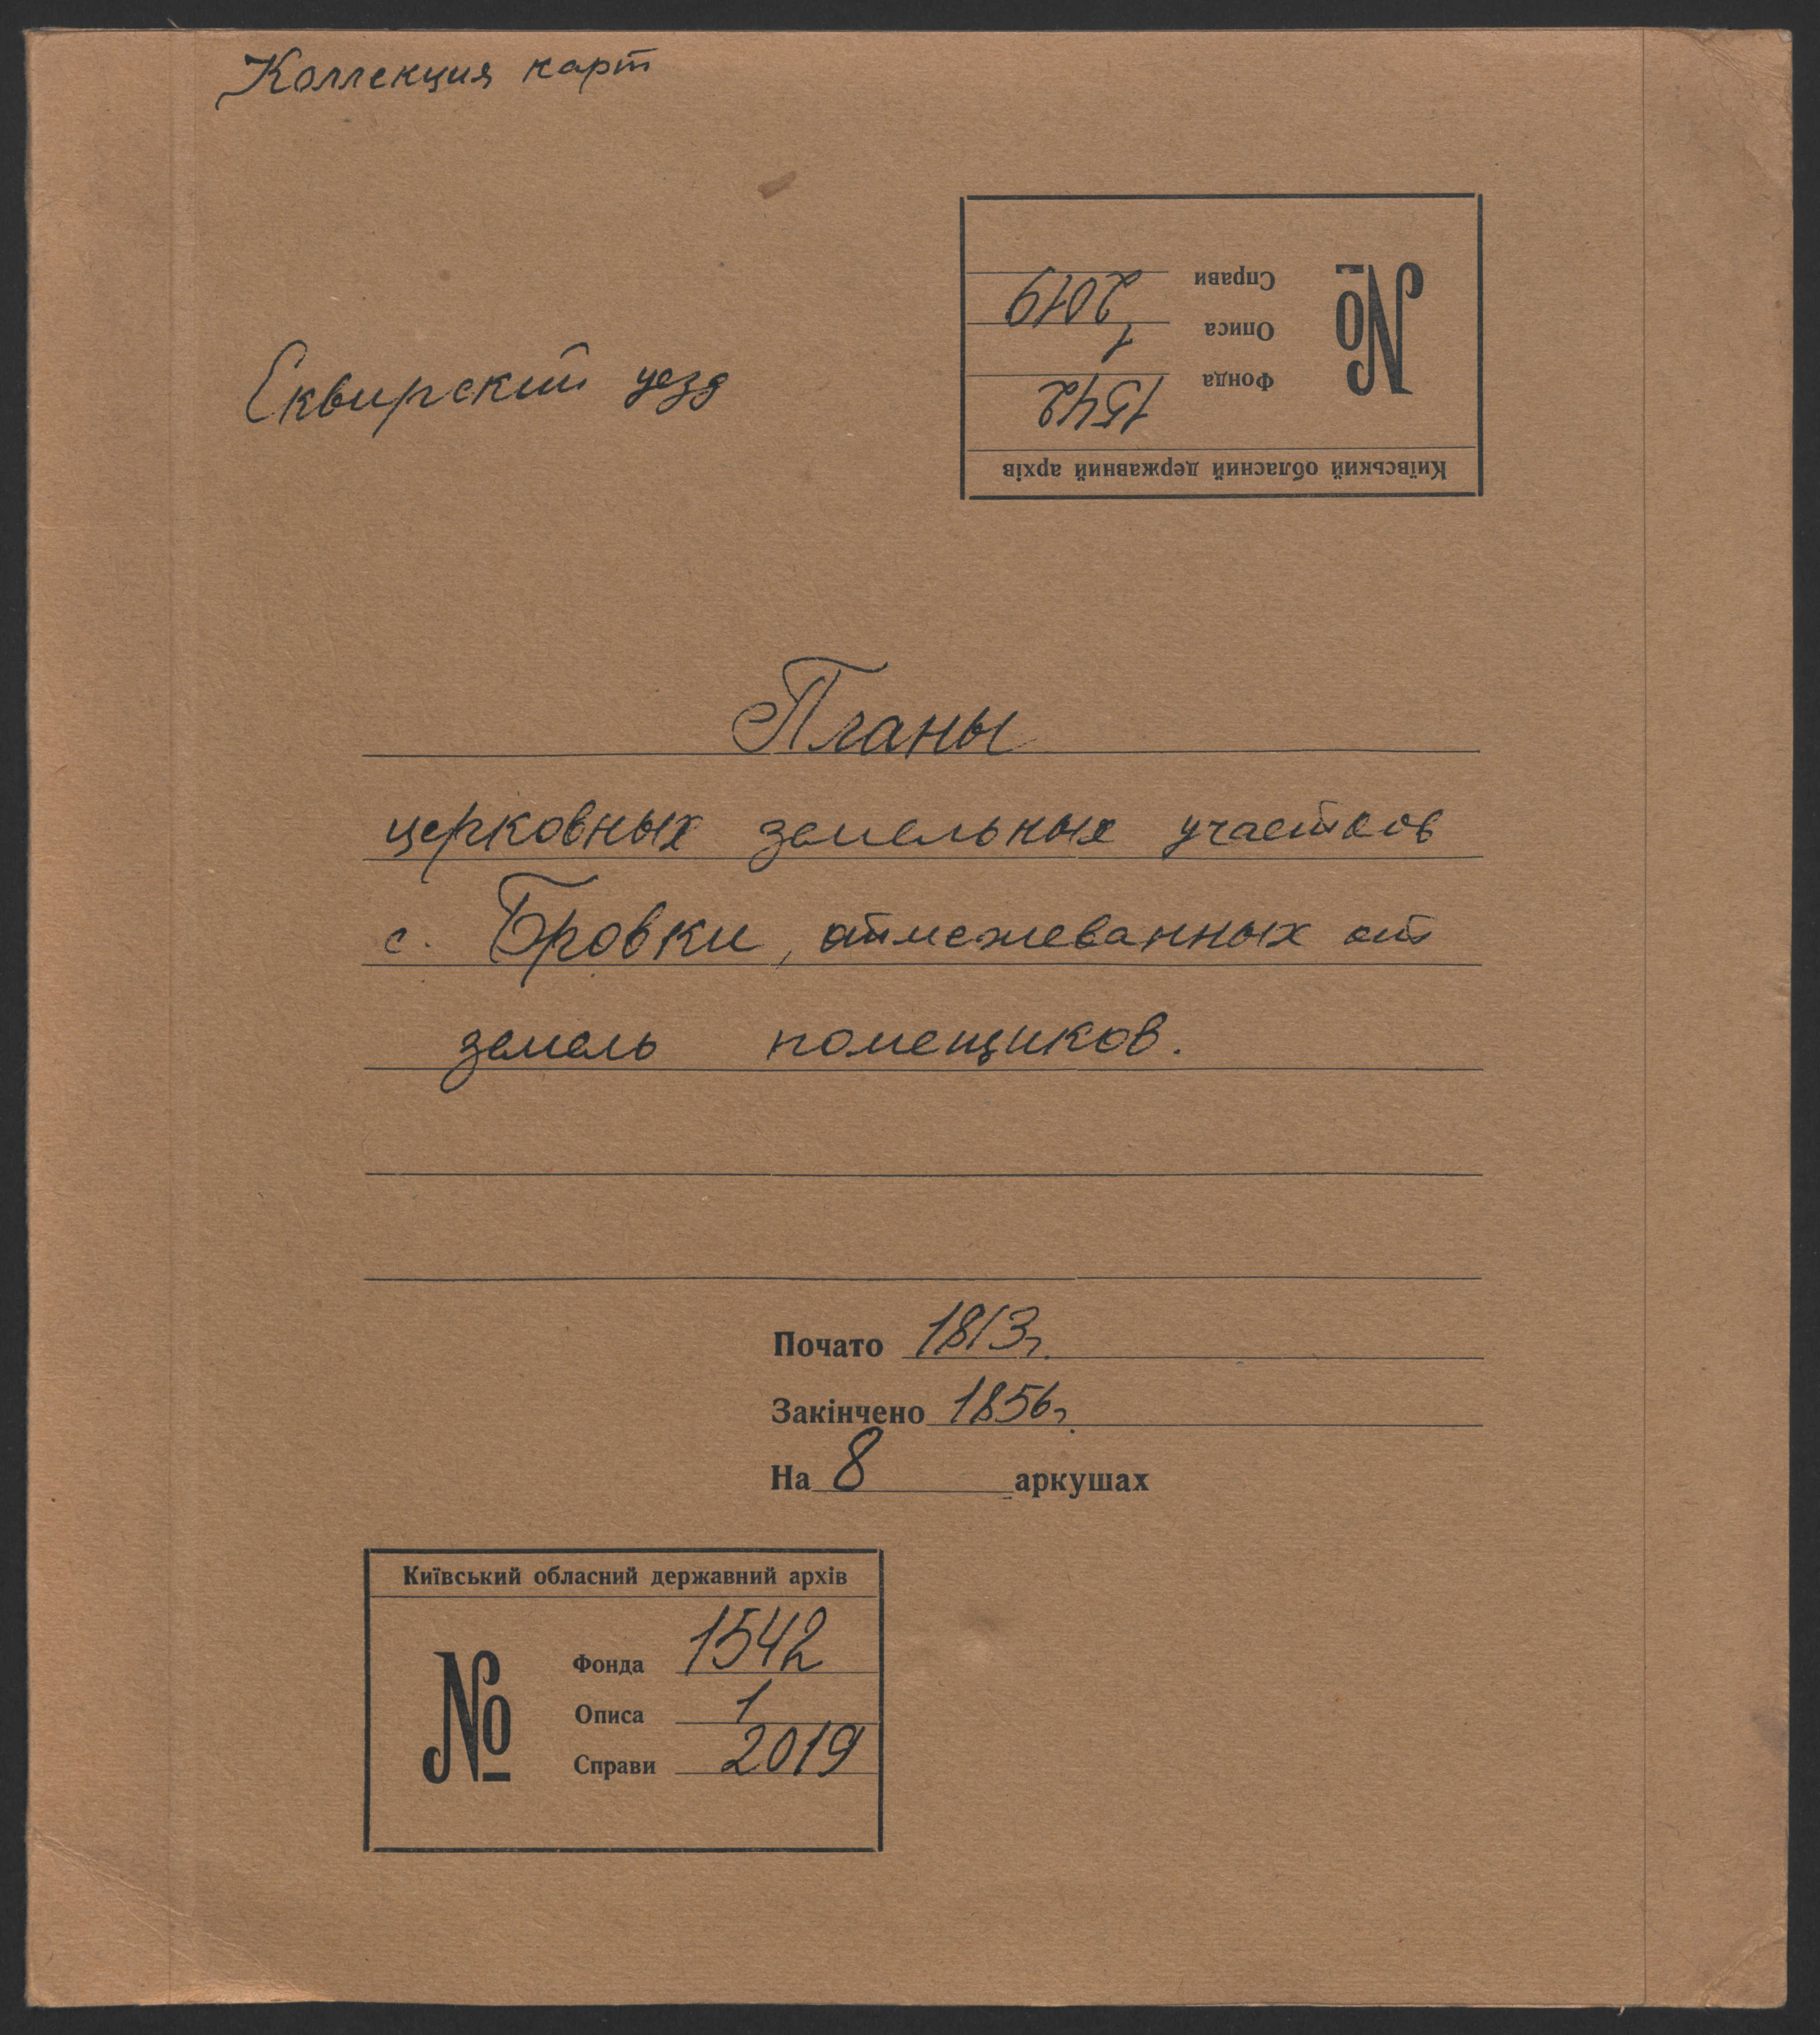 Коллекция карт
Київський обласний державний архів
№
Фонда 1542
Описа 1
Справи 2019
Сквирский уезд
Планы
церковных земельных участков
с. Бровки, отмежеванных от
земель помещиков.
Почато 1813г.
Закінчено 1856г.
На 8 аркушах
Київський обласний державний архів
№
Фонда 1542
Описа 1
Справи 2019